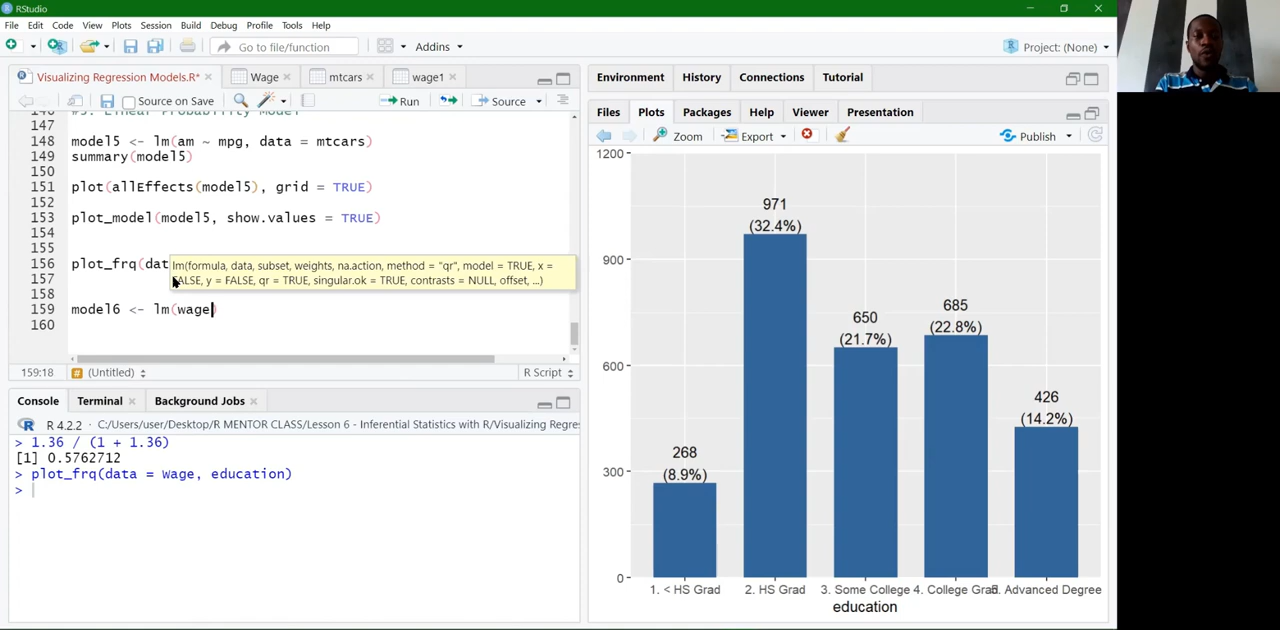 RStudio
File Edit Code View Plots Session Build Debug Profile Tools Help
Go to file/function Addins Project: (None)
Visualizing Regression Models.R* Wage mtcars wage1
Source on Save Run Source
147
148 model5 <- lm(am ~ mpg, data = mtcars)
149 summary(model5)
150
151 plot(allEffects(model5), grid = TRUE)
152
153 plot_model(model5, show.values = TRUE)
154
155
156 plot_frq(dat
lm(formula, data, subset, weights, na.action, method = "qr", model = TRUE, x =
FALSE, y = FALSE, qr = TRUE, singular.ok = TRUE, contrasts = NULL, offset, ...)
157
158
159 model6 <- lm(wage)
160
159:18 (Untitled) R Script
Console Terminal Background Jobs
R 4.2.2 · C:/Users/user/Desktop/R MENTOR CLASS/Lesson 6 - Inferential Statistics with R/Visualizing Regre
> 1.36 / (1 + 1.36)
[1] 0.5762712
> plot_frq(data = Wage, education)
>
Environment History Connections Tutorial
Files Plots Packages Help Viewer Presentation
Zoom Export Publish
1200
900
600
300
0
268
(8.9%)
971
(32.4%)
650
(21.7%)
685
(22.8%)
426
(14.2%)
1. < HS Grad 2. HS Grad 3. Some College 4. College Grad Advanced Degree
education